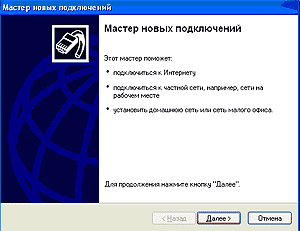 Мастер новых подключений
Мастер новых подключений
Этот мастер поможет:
* подключиться к Интернету
* подключиться к частной сети, например, сети на
рабочем месте
* установить домашнюю сеть или сеть малого офиса.
Для продолжения нажмите кнопку "Далее".
< Назад
Далее >
Отмена